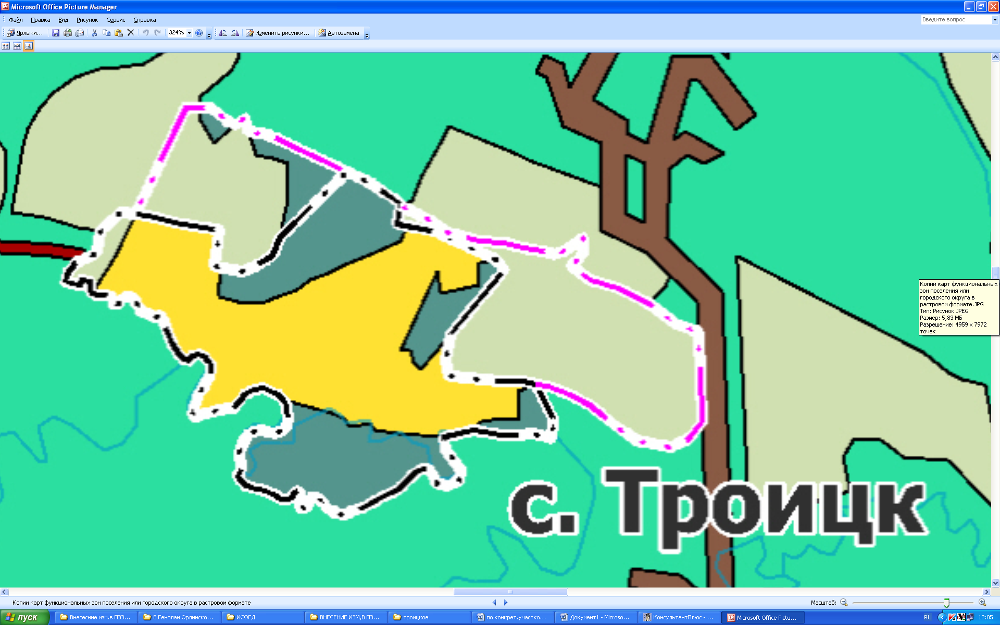 Microsoft Office Picture Manager
Файл Правка Вид Рисунок Сервис Справка
Введите вопрос
Ярлыки... 324% Изменить рисунки... Автозамена
Копии карт функциональных
зон поселения или
городского округа в
растровом формате.JPG
Тип: Рисунок JPEG
Размер: 5,83 МБ
Разрешение: 4959 x 7972
точек
с. Троицк
Копии карт функциональных зон поселения или городского округа в растровом формате
Масштаб:
пуск
Внесесние изм.в ПЗЗ...
В Генплан Орлинско...
ИСОГД
ВНЕСЕНИЕ ИЗМ,В ПЗ...
троицкое
по конкрет.участко...
Документ1 - Microso...
КонсультантПлюс - ...
Microsoft Office Pictu...
RU
12:05